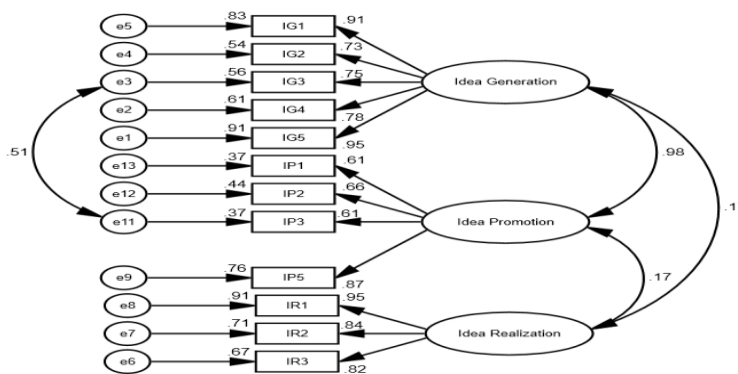 .83
e5 IG1 .91
.54
e4 IG2 .73
.56
e3 IG3 .75 Idea Generation
.61
e2 IG4
.91 .78
e1 IG5
.95
.51 .37 .61 .98
e13 IP1
.44 .66 .1
e12 IP2
.37 .61
e11 IP3 Idea Promotion
.76 .17
e9 IP5
.87
.91 .95
e8 IR1
.71 .84
e7 IR2 Idea Realization
.67
e6 IR3
.82